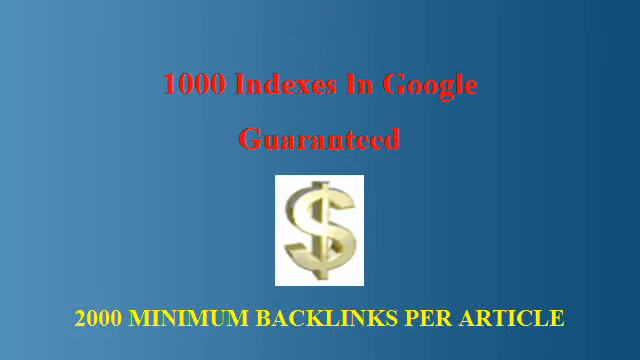 1000 Indexes In Google
Guaranteed
2000 MINIMUM BACKLINKS PER ARTICLE